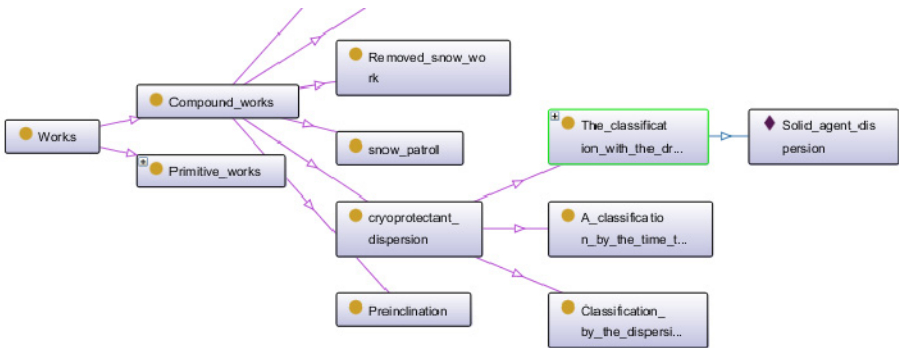 Removed_snow_wo
rk
Compound_works
The_classificat
ion_with_the_dr...
Solid_agent_dis
persion
Works
snow_patroll
Primitive_works
cryoprotectant_
dispersion
A_classificatio
n_by_the_time_t...
Preinclination
Classification_
by_the_dispersi...